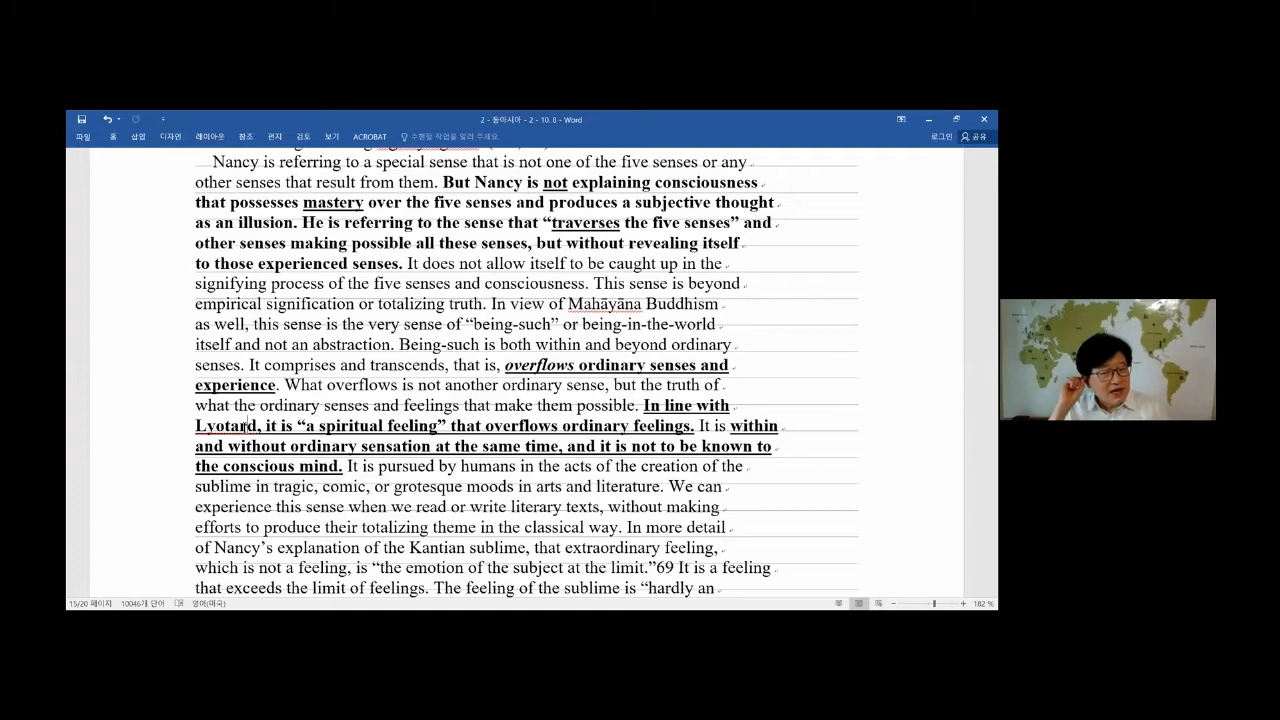 2 - 동아시아 - 2 - 10. 8 - Word
파일 홈 삽입 디자인 레이아웃 참조 편지 검토 보기 ACROBAT 수행할 작업을 알려 주세요. 로그인 공유
Nancy is referring to a special sense that is not one of the five senses or any
other senses that result from them. But Nancy is not explaining consciousness
that possesses mastery over the five senses and produces a subjective thought
as an illusion. He is referring to the sense that “traverses the five senses” and
other senses making possible all these senses, but without revealing itself
to those experienced senses. It does not allow itself to be caught up in the
signifying process of the five senses and consciousness. This sense is beyond
empirical signification or totalizing truth. In view of Mahāyāna Buddhism
as well, this sense is the very sense of “being-such” or being-in-the-world
itself and not an abstraction. Being-such is both within and beyond ordinary
senses. It comprises and transcends, that is, overflows ordinary senses and
experience. What overflows is not another ordinary sense, but the truth of
what the ordinary senses and feelings that make them possible. In line with
Lyotard, it is “a spiritual feeling” that overflows ordinary feelings. It is within
and without ordinary sensation at the same time, and it is not to be known to
the conscious mind. It is pursued by humans in the acts of the creation of the
sublime in tragic, comic, or grotesque moods in arts and literature. We can
experience this sense when we read or write literary texts, without making
efforts to produce their totalizing theme in the classical way. In more detail
of Nancy’s explanation of the Kantian sublime, that extraordinary feeling,
which is not a feeling, is “the emotion of the subject at the limit.”69 It is a feeling
that exceeds the limit of feelings. The feeling of the sublime is “hardly an
15/20 페이지 10046개 단어 영어(미국) 182 %